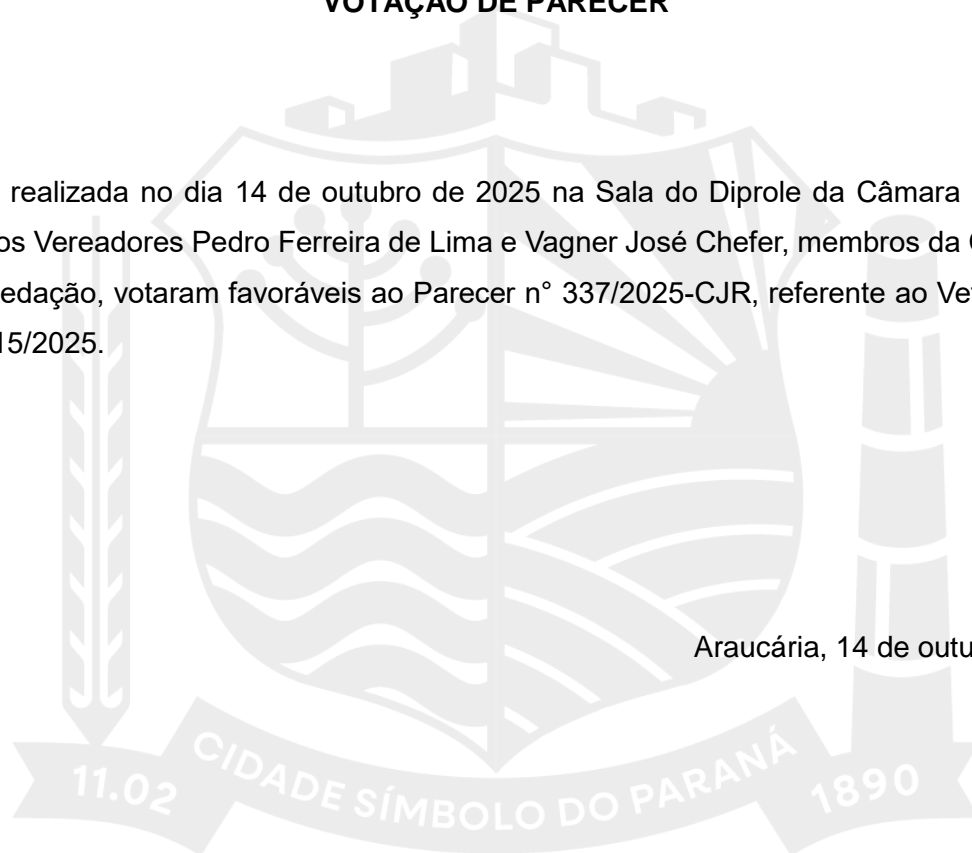 VOTAÇÃO DE PARECER
realizada no dia 14 de outubro de 2025 na Sala do Diprole da Câmara
os Vereadores Pedro Ferreira de Lima e Vagner José Chefer, membros da
edação, votaram favoráveis ao Parecer n° 337/2025-CJR, referente ao
15/2025.
Araucária, 14 de outu
11.02 CIDADE SÍMBOLO DO PARANÁ 1890